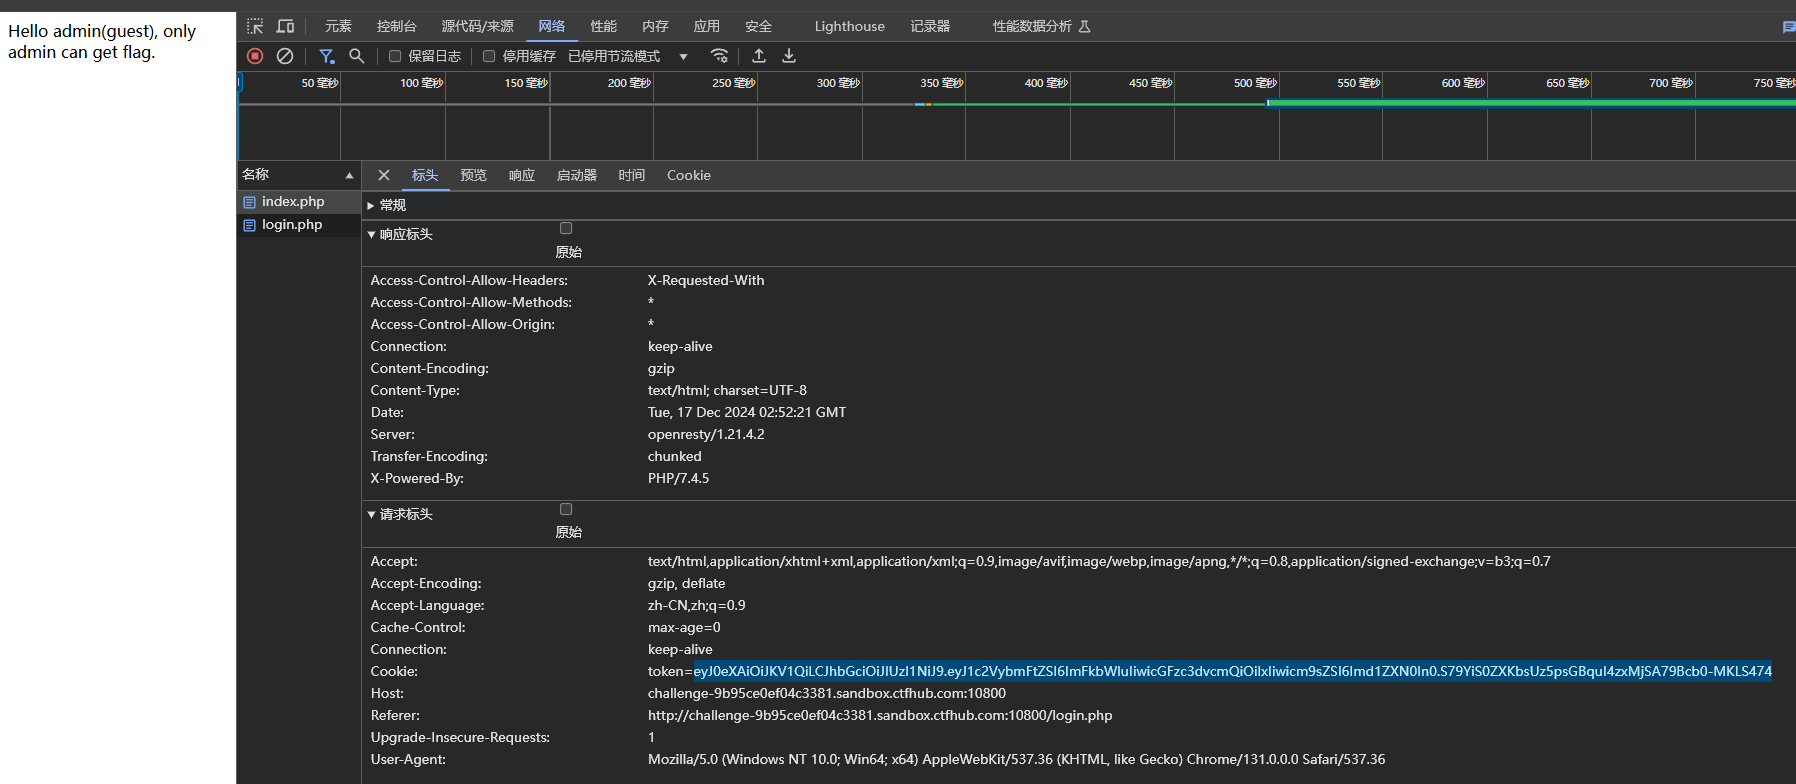 Hello admin(guest), only
admin can get flag.
元素 控制台 源代码/来源 网络 性能 内存 应用 安全 Lighthouse 记录器 性能数据分析
保留日志 停用缓存 已停用节流模式
50 毫秒 100 毫秒 150 毫秒 200 毫秒 250 毫秒 300 毫秒 350 毫秒 400 毫秒 450 毫秒 500 毫秒 550 毫秒 600 毫秒 650 毫秒 700 毫秒 750 毫秒
名称
index.php
login.php
标头 预览 响应 启动器 时间 Cookie
常规
响应标头
原始
Access-Control-Allow-Headers: X-Requested-With
Access-Control-Allow-Methods: *
Access-Control-Allow-Origin: *
Connection: keep-alive
Content-Encoding: gzip
Content-Type: text/html; charset=UTF-8
Date: Tue, 17 Dec 2024 02:52:21 GMT
Server: openresty/1.21.4.2
Transfer-Encoding: chunked
X-Powered-By: PHP/7.4.5
请求标头
原始
Accept: text/html,application/xhtml+xml,application/xml;q=0.9,image/avif,image/webp,image/apng,*/*;q=0.8,application/signed-exchange;v=b3;q=0.7
Accept-Encoding: gzip, deflate
Accept-Language: zh-CN,zh;q=0.9
Cache-Control: max-age=0
Connection: keep-alive
Cookie: token=eyJ0eXAiOiJKV1QiLCJhbGciOiJIUzI1NiJ9.eyJ1c2VybmFtZSI6ImFkbWluIiwicGFzc3dvcmQiOiIxIiwicm9sZSI6Imd1ZXN0In0.S79YiS0ZXKbsUz5psGBquI4zxMjSA79Bcb0-MKLS474
Host: challenge-9b95ce0ef04c3381.sandbox.ctfhub.com:10800
Referer: http://challenge-9b95ce0ef04c3381.sandbox.ctfhub.com:10800/login.php
Upgrade-Insecure-Requests: 1
User-Agent: Mozilla/5.0 (Windows NT 10.0; Win64; x64) AppleWebKit/537.36 (KHTML, like Gecko) Chrome/131.0.0.0 Safari/537.36